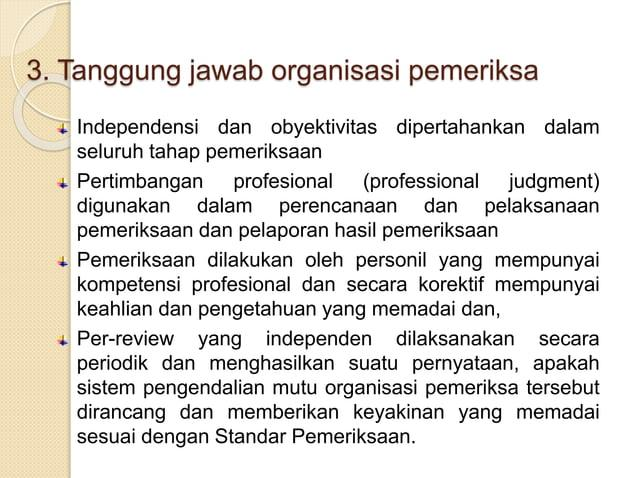 3. Tanggung jawab organisasi pemeriksa
Independensi dan obyektivitas dipertahankan dalam
seluruh tahap pemeriksaan
Pertimbangan profesional (professional judgment)
digunakan dalam perencanaan dan pelaksanaan
pemeriksaan dan pelaporan hasil pemeriksaan
Pemeriksaan dilakukan oleh personil yang mempunyai
kompetensi profesional dan secara korektif mempunyai
keahlian dan pengetahuan yang memadai dan,
Per-review yang independen dilaksanakan secara
periodik dan menghasilkan suatu pernyataan, apakah
sistem pengendalian mutu organisasi pemeriksa tersebut
dirancang dan memberikan keyakinan yang memadai
sesuai dengan Standar Pemeriksaan.